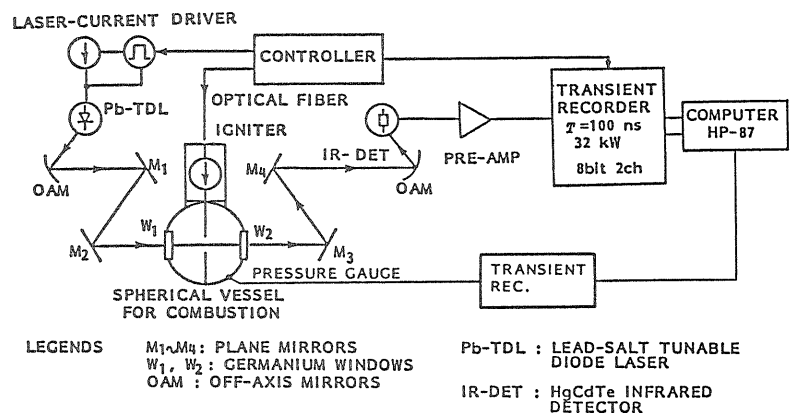 LASER-CURRENT DRIVER
CONTROLLER
OPTICAL FIBER
Pb-TDL
IGNITER
TRANSIENT
RECORDER
T=100 ns
32 kW
8bit 2ch
COMPUTER
HP-87
PRE-AMP
IR-DET
OAM
M1
M4
OAM
M2
W1
W2
M3
PRESSURE GAUGE
TRANSIENT
REC.
SPHERICAL VESSEL
FOR COMBUSTION
LEGENDS
M1~M4: PLANE MIRRORS
W1, W2: GERMANIUM WINDOWS
OAM : OFF-AXIS MIRRORS
Pb-TDL : LEAD-SALT TUNABLE
DIODE LASER
IR-DET : HgCdTe INFRARED
DETECTOR